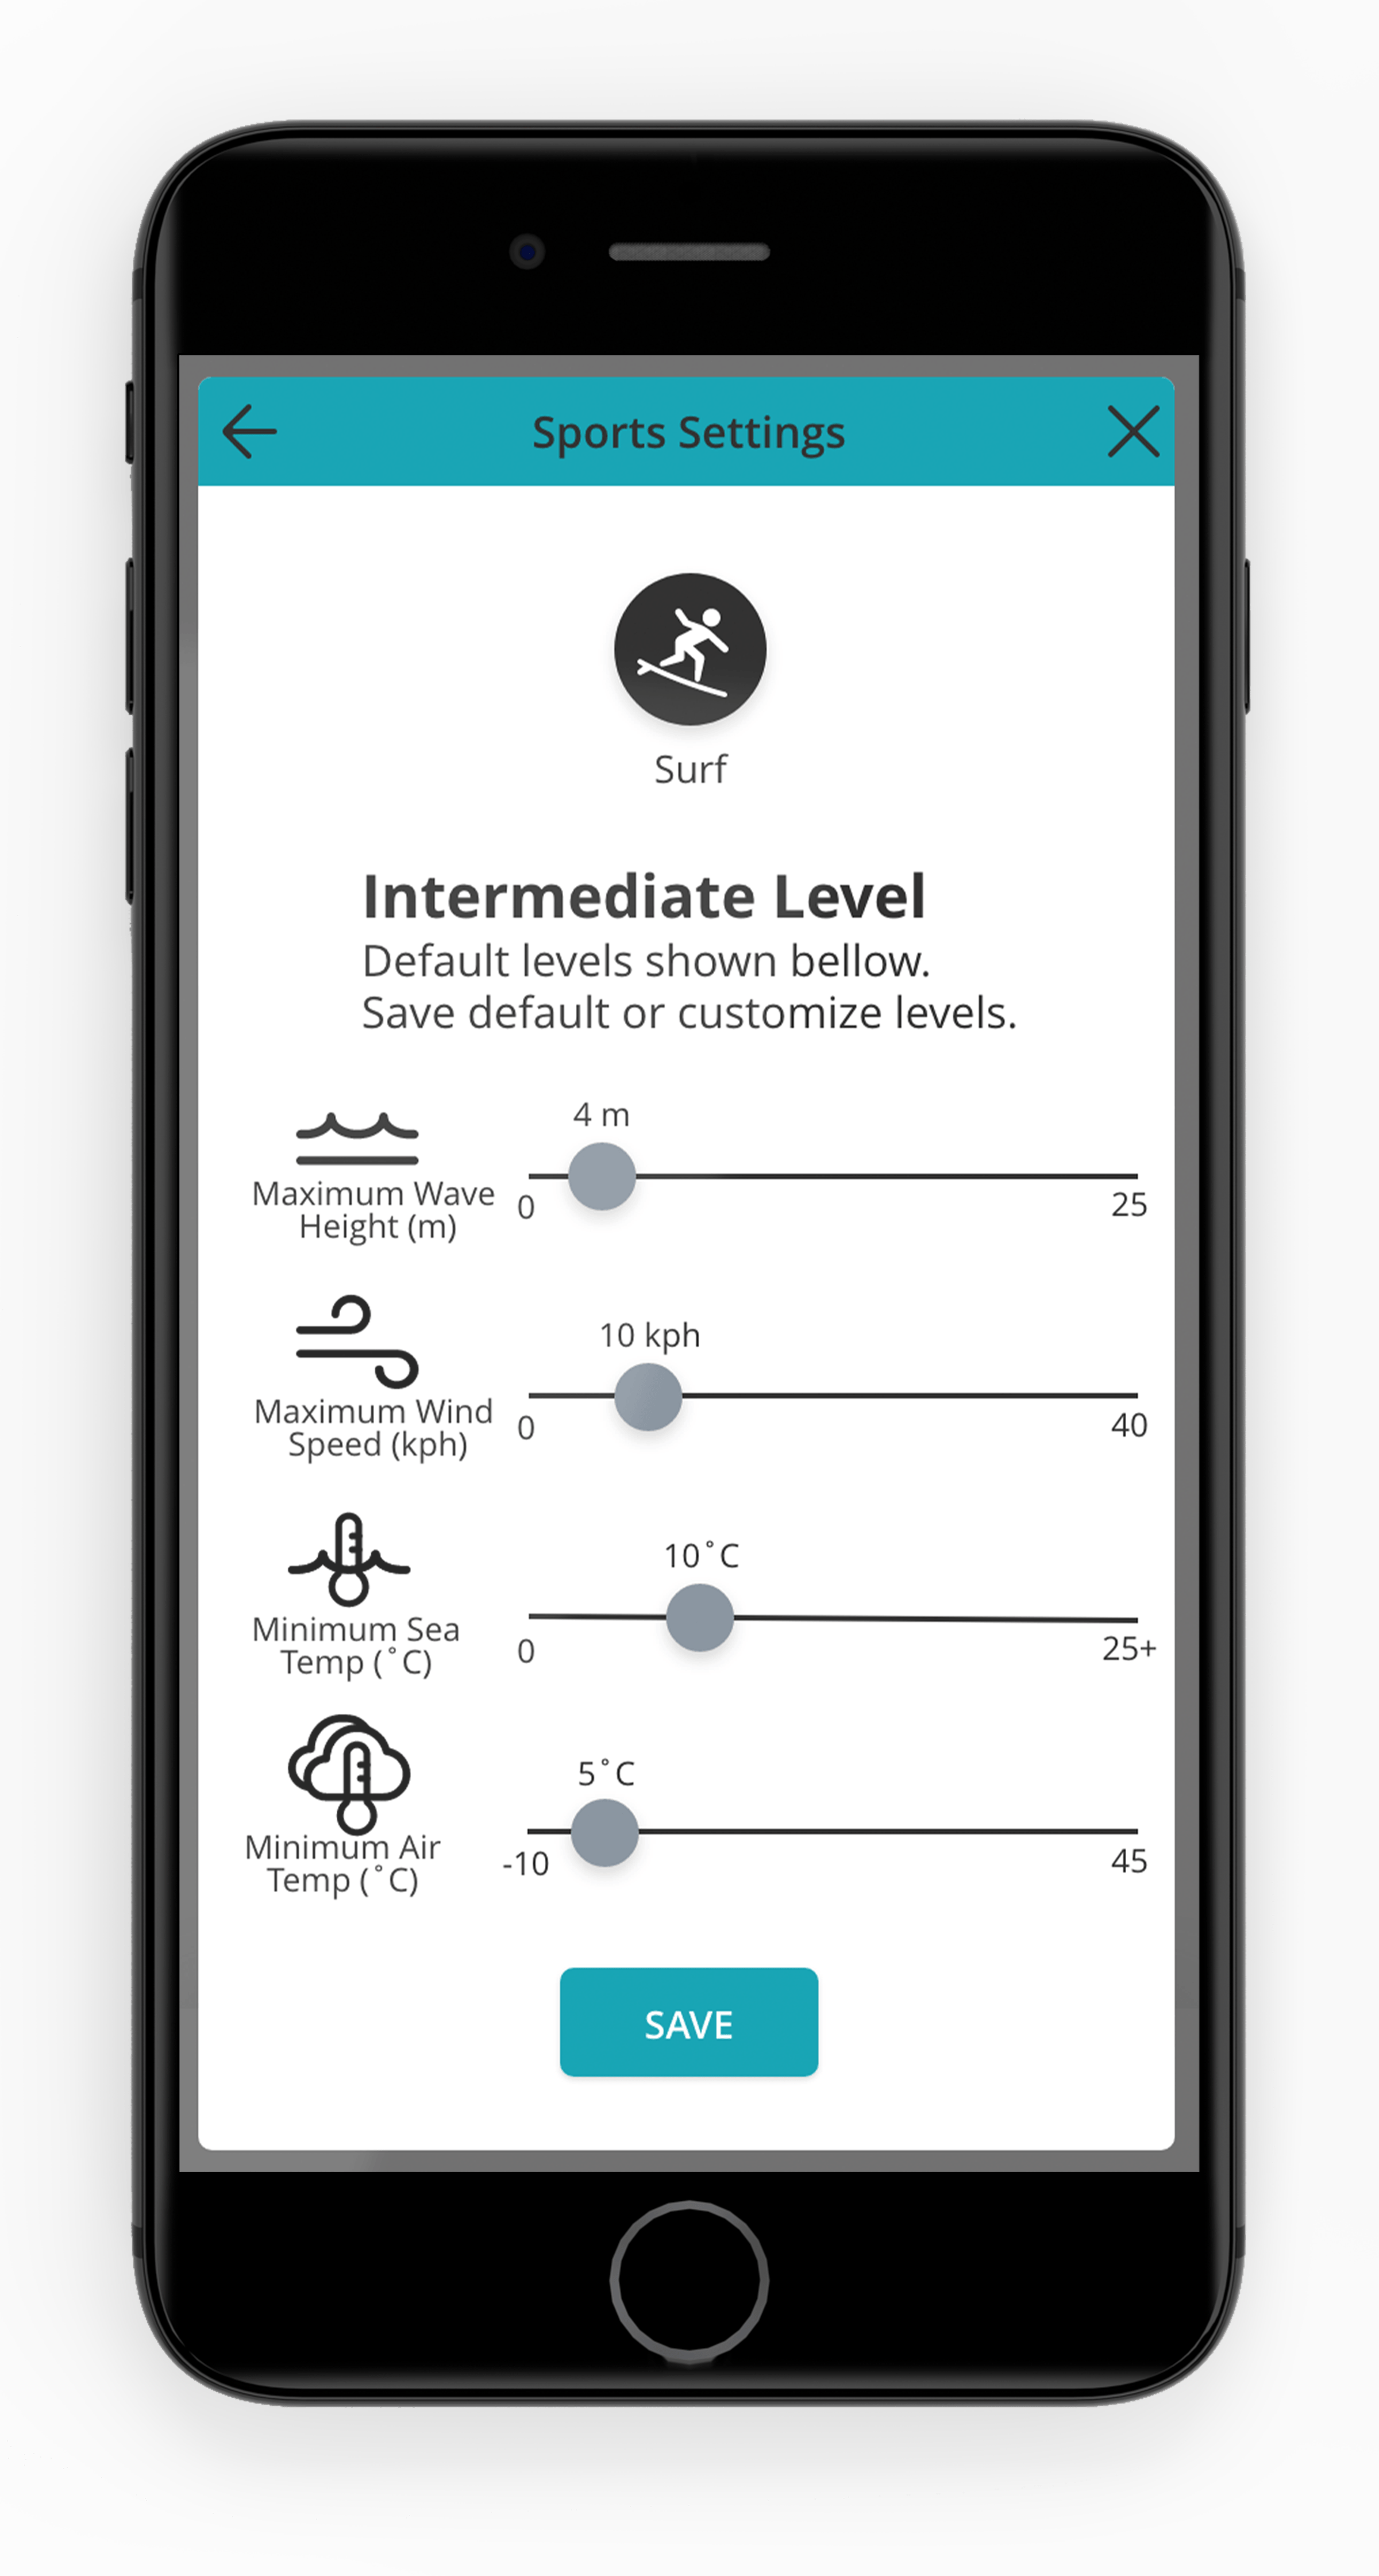 Sports Settings
Surf
Intermediate Level
Default levels shown bellow.
Save default or customize levels.
4 m
Maximum Wave
Height (m)
0
25
10 kph
Maximum Wind
Speed (kph)
0
40
10˚C
Minimum Sea
Temp (˚C)
0
25+
5˚C
Minimum Air
Temp (˚C)
-10
45
SAVE